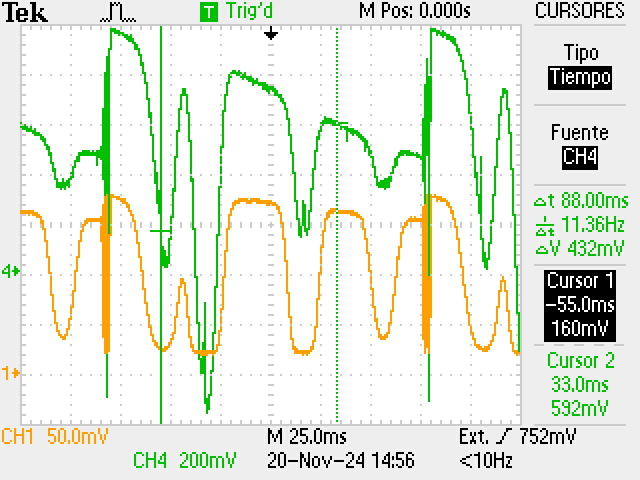 Tek T Trig'd M Pos: 0.000s CURSORES
Tipo
Tiempo
Fuente
CH4
Δt 88.00ms
1/Δt 11.36Hz
ΔV 432mV
Cursor 1
-55.0ms
160mV
Cursor 2
33.0ms
592mV
4
1
CH1 50.0mV M 25.0ms Ext. 752mV
CH4 200mV 20-Nov-24 14:56 <10Hz